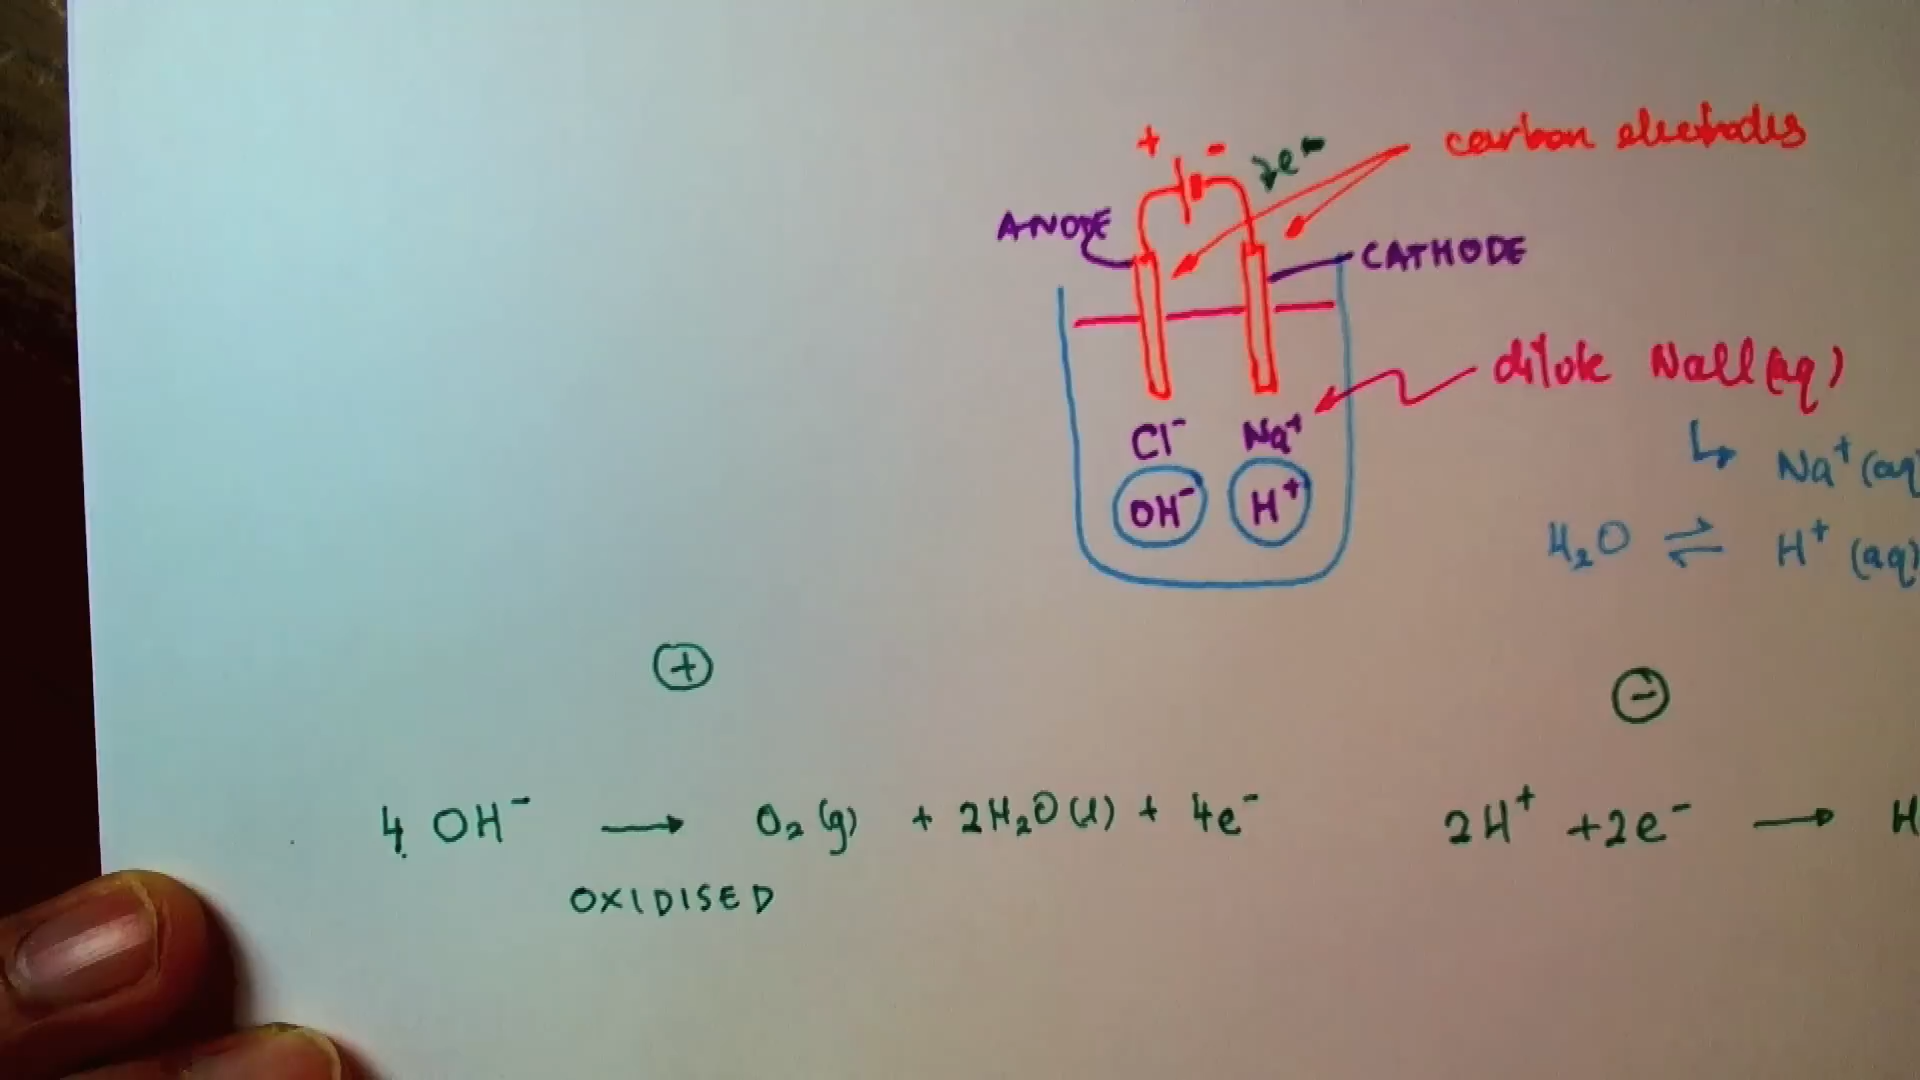 + - 2e⁻ carbon electrodes
ANODE
CATHODE
dilute NaCl(aq)
Cl⁻ Na⁺
↳ Na⁺(aq)
OH⁻ H⁺
H₂O ⇌ H⁺ (aq)
+ -
4 OH⁻ → O₂(g) + 2H₂O(l) + 4e⁻ 2H⁺ + 2e⁻ → H
OXIDISED